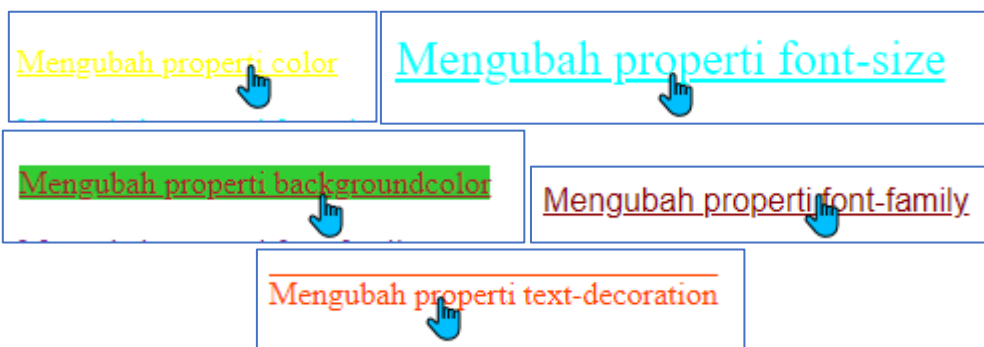 Mengubah properti color
Mengubah properti font-size
Mengubah properti backgroundcolor
Mengubah properti font-family
Mengubah properti text-decoration